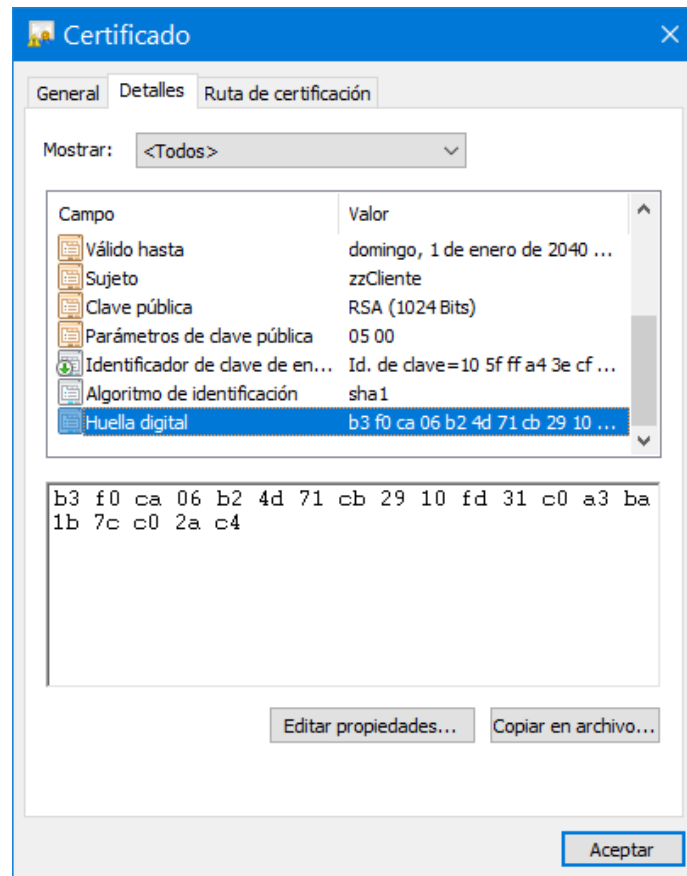 Certificado
General Detalles Ruta de certificación
Mostrar: <Todos>
Campo Valor
Válido hasta domingo, 1 de enero de 2040 ...
Sujeto zzCliente
Clave pública RSA (1024 Bits)
Parámetros de clave pública 05 00
Identificador de clave de en... Id. de clave=10 5f ff a4 3e cf ...
Algoritmo de identificación sha1
Huella digital b3 f0 ca 06 b2 4d 71 cb 29 10 ...
b3 f0 ca 06 b2 4d 71 cb 29 10 fd 31 c0 a3 ba
1b 7c c0 2a c4
Editar propiedades... Copiar en archivo...
Aceptar